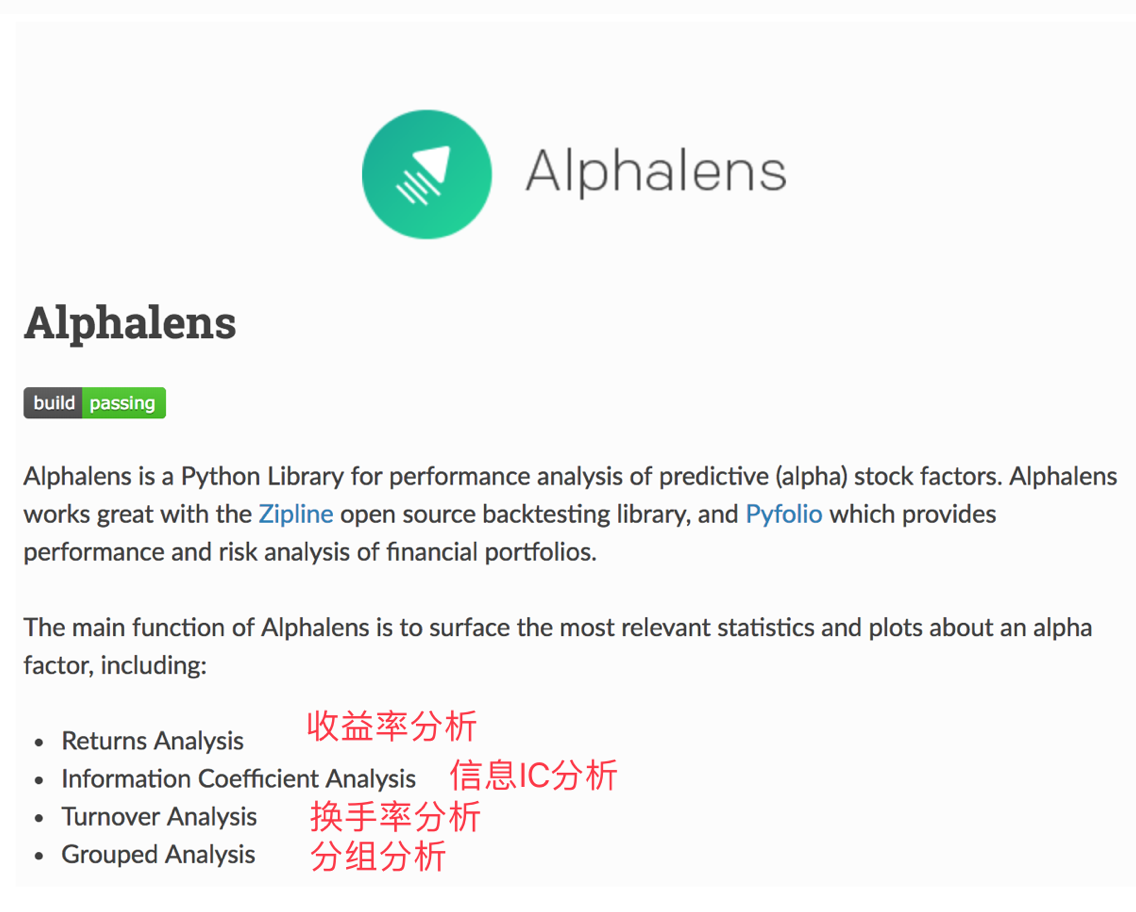 Alphalens
Alphalens
build passing
Alphalens is a Python Library for performance analysis of predictive (alpha) stock factors. Alphalens
works great with the Zipline open source backtesting library, and Pyfolio which provides
performance and risk analysis of financial portfolios.
The main function of Alphalens is to surface the most relevant statistics and plots about an alpha
factor, including:
• Returns Analysis 收益率分析
• Information Coefficient Analysis 信息IC分析
• Turnover Analysis 换手率分析
• Grouped Analysis 分组分析